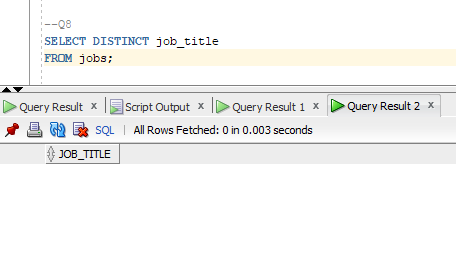 --Q8
SELECT DISTINCT job_title
FROM jobs;
Query Result x Script Output x Query Result 1 x Query Result 2 x
SQL | All Rows Fetched: 0 in 0.003 seconds
JOB_TITLE